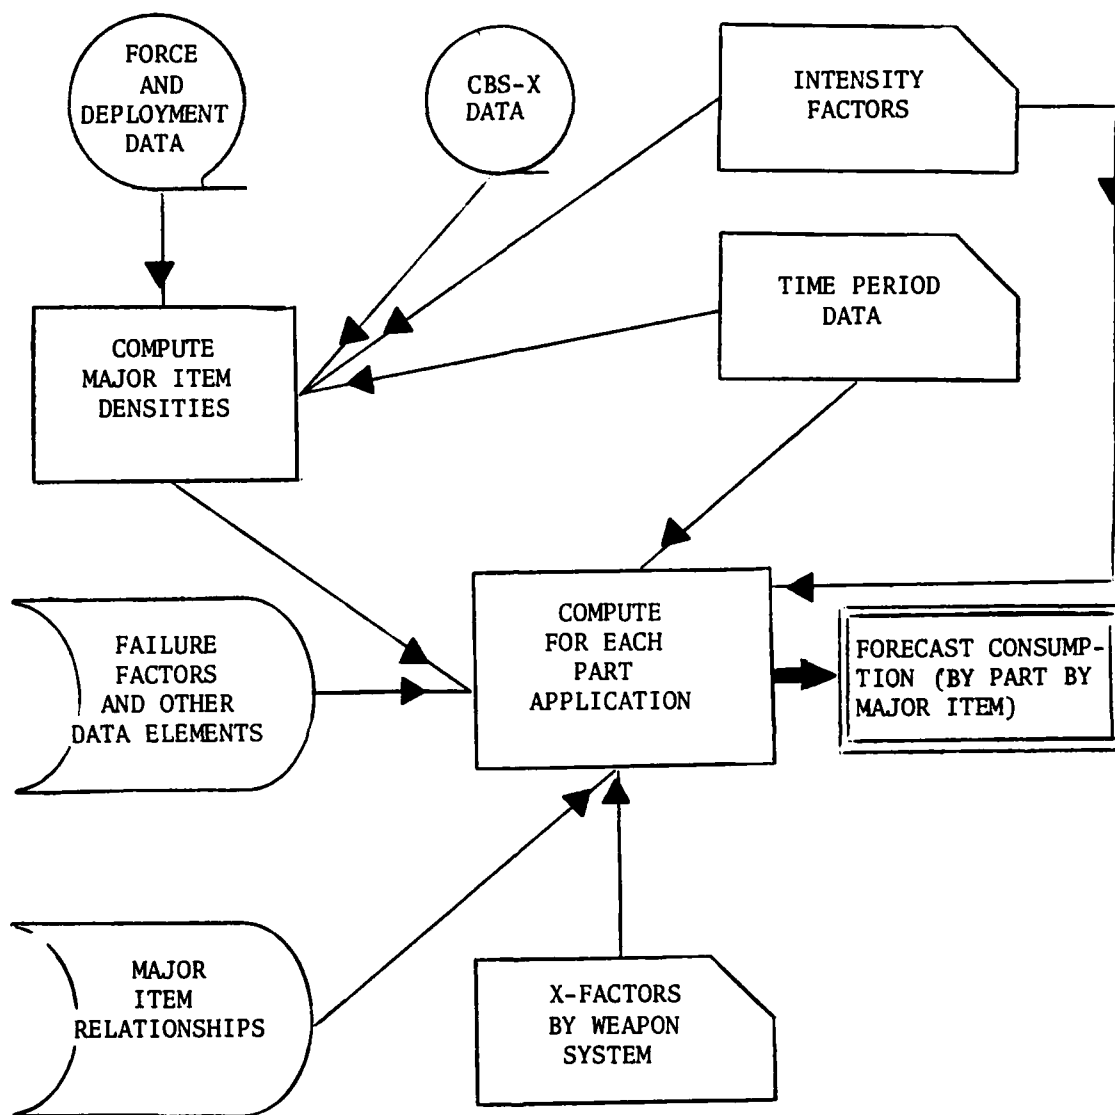 FORCE
AND
DEPLOYMENT
DATA
CBS-X
DATA
INTENSITY
FACTORS
TIME PERIOD
DATA
COMPUTE
MAJOR ITEM
DENSITIES
FAILURE
FACTORS
AND OTHER
DATA ELEMENTS
COMPUTE
FOR EACH
PART
APPLICATION
FORECAST CONSUMP-
TION (BY PART BY
MAJOR ITEM)
MAJOR
ITEM
RELATIONSHIPS
X-FACTORS
BY WEAPON
SYSTEM